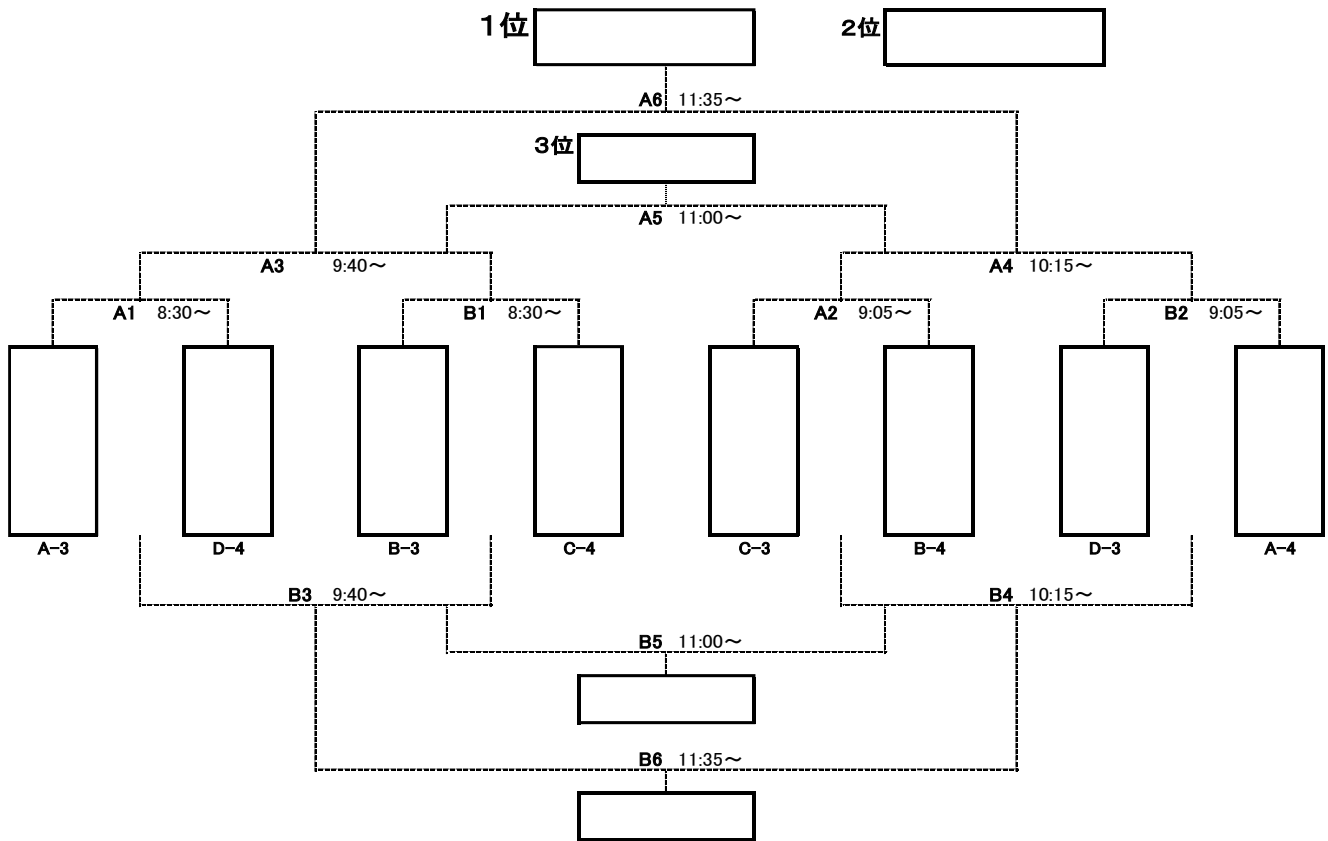 １位 ２位
A6 11:35～
３位
A5 11:00～
A3 9:40～ A4 10:15～
A1 8:30～ B1 8:30～ A2 9:05～ B2 9:05～
A-3 D-4 B-3 C-4 C-3 B-4 D-3 A-4
B3 9:40～ B4 10:15～
B5 11:00～
B6 11:35～